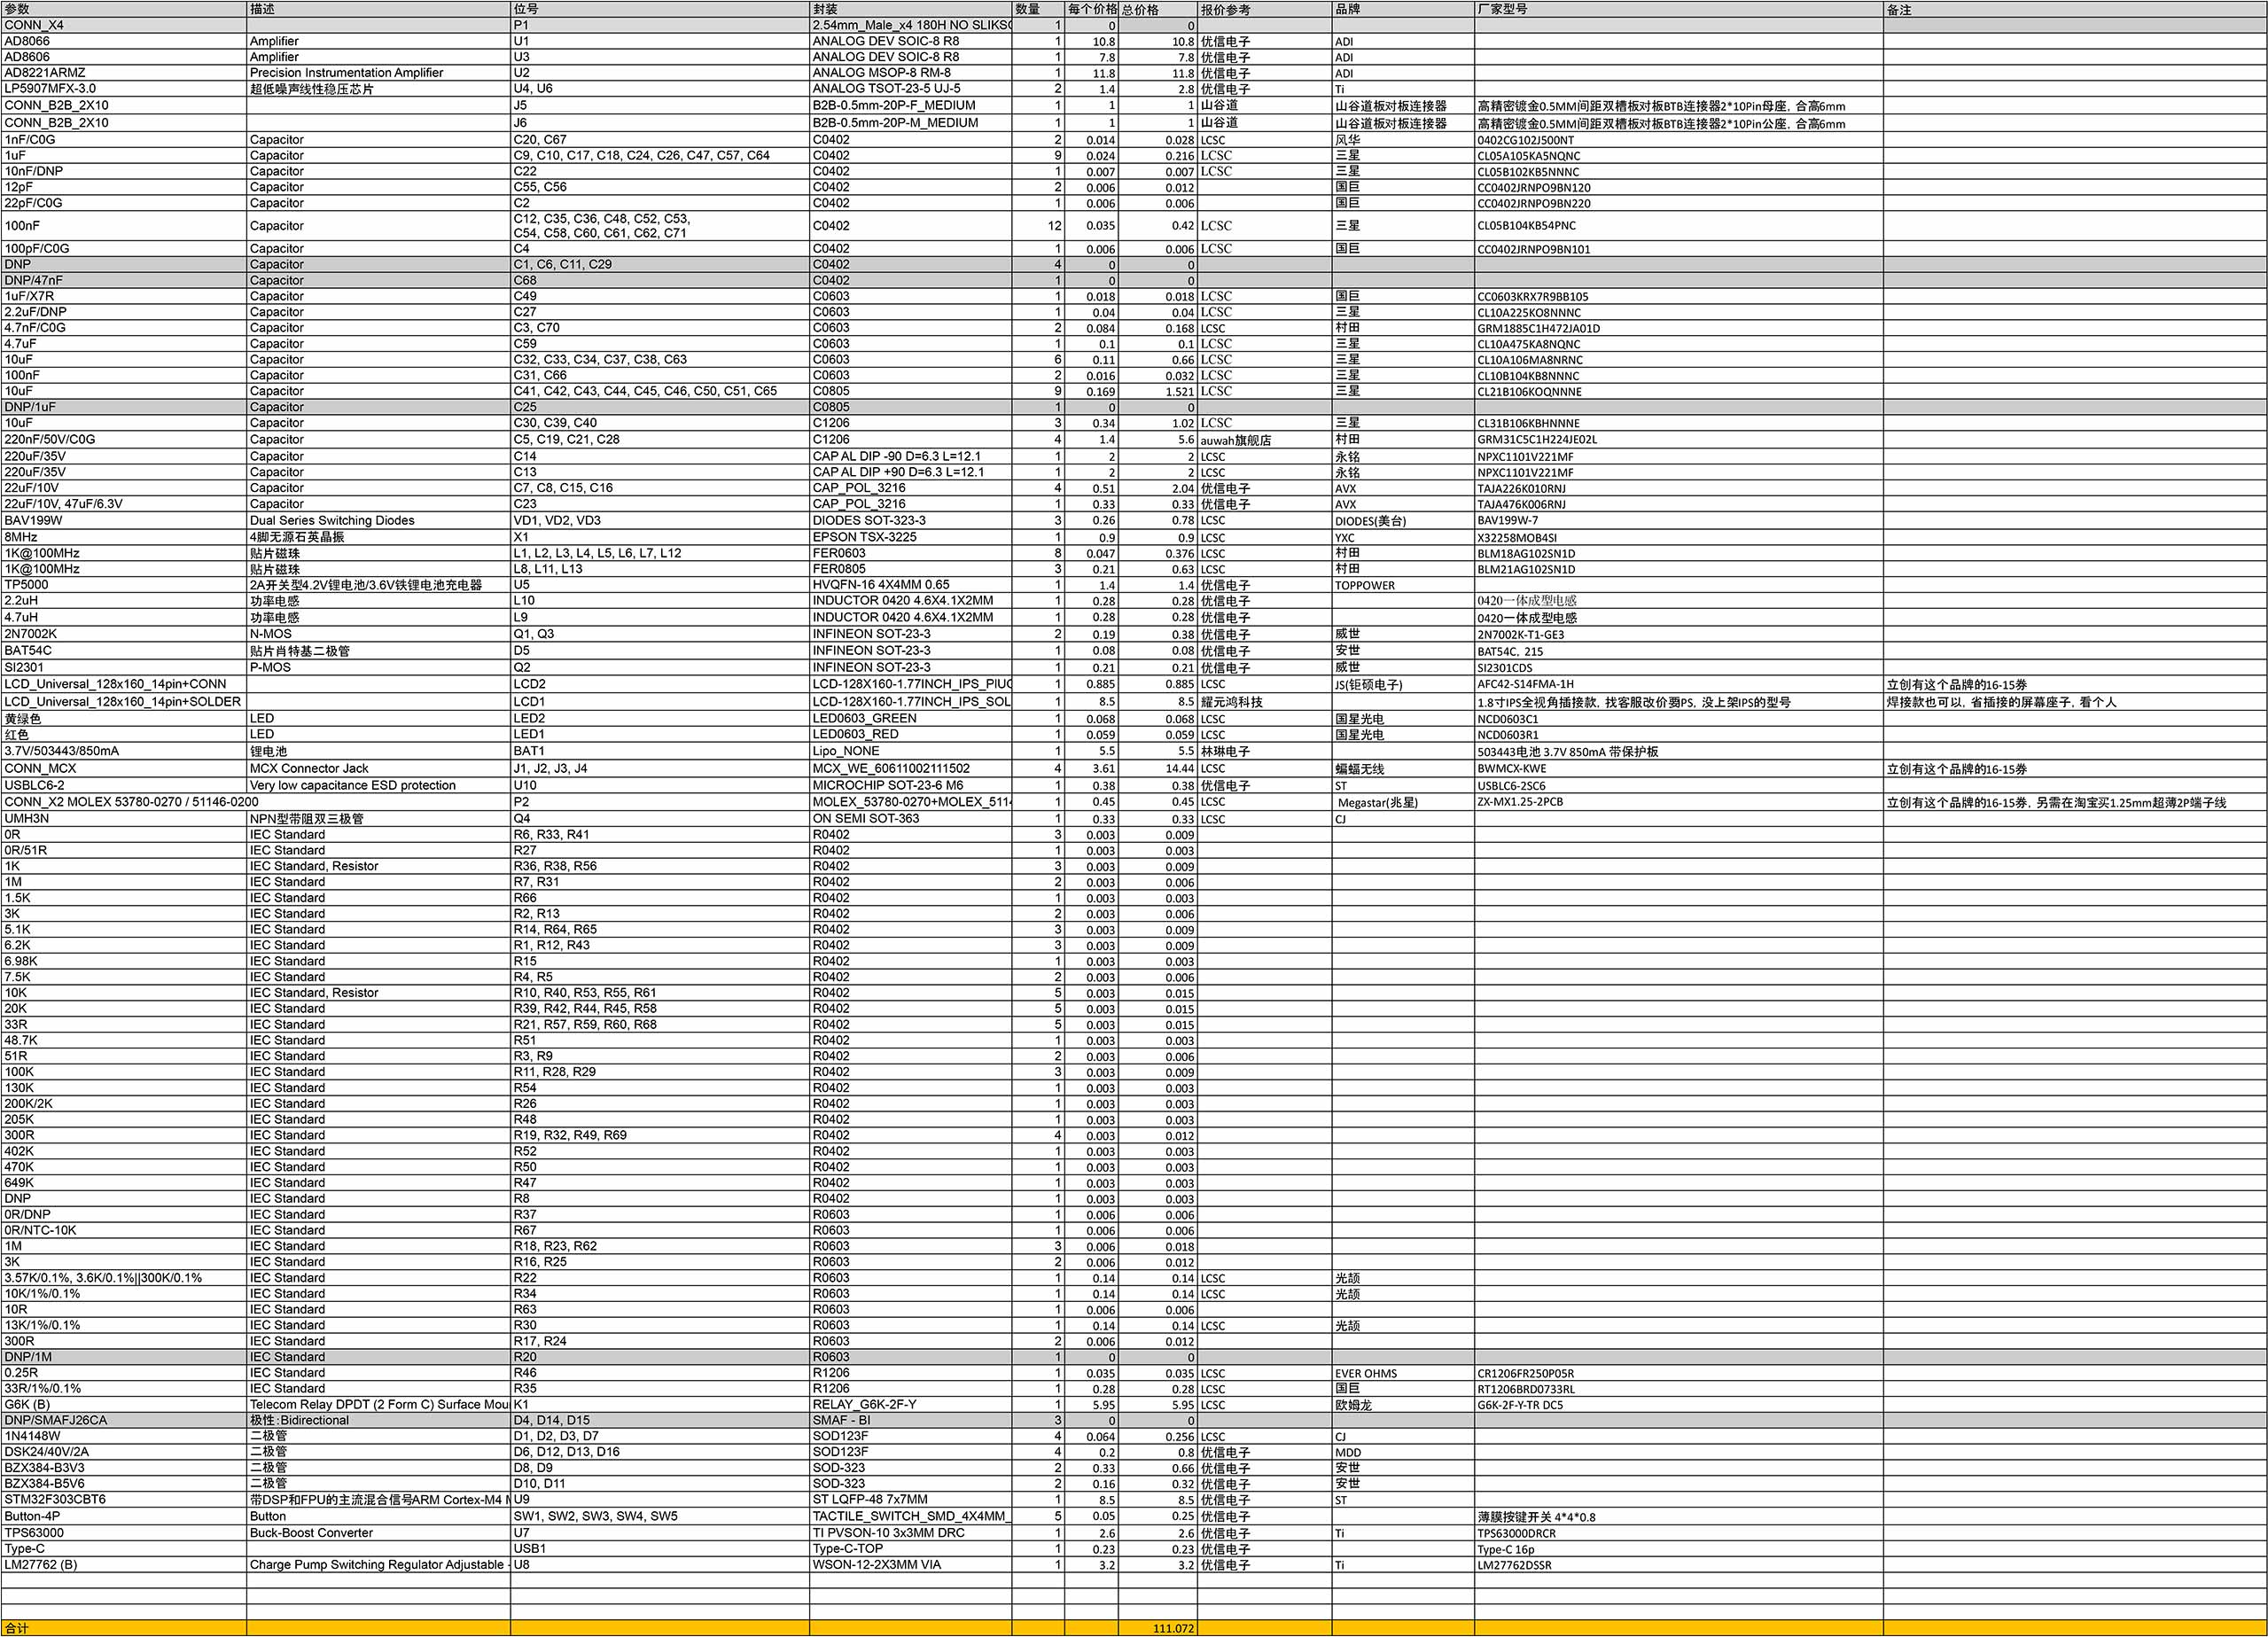 参数 描述 位号 封装 数量 每个价格 总价格 报价参考 品牌 厂家型号 备注
CONN_X4 P1 2.54mm_Male_x4 180H NO SLIKS 1 0 0
AD8066 Amplifier U1 ANALOG DEV SOIC-8 R8 1 10.8 10.8 优信电子 ADI
AD8606 Amplifier U3 ANALOG DEV SOIC-8 R8 1 7.8 7.8 优信电子 ADI
AD8221ARMZ Precision Instrumentation Amplifier U2 ANALOG MSOP-8 RM-8 1 11.8 11.8 优信电子 ADI
LP5907MFX-3.0 超低噪声线性稳压芯片 U4, U6 ANALOG TSOT-23-5 UJ-5 2 1.4 2.8 优信电子 Ti
CONN_B2B_2X10 J5 B2B-0.5mm-20P-F_MEDIUM 1 1 1 山谷道 山谷道板对板连接器 高精密镀金0.5MM间距双槽板对板BTB连接器2*10Pin母座，合高6mm
CONN_B2B_2X10 J6 B2B-0.5mm-20P-M_MEDIUM 1 1 1 山谷道 山谷道板对板连接器 高精密镀金0.5MM间距双槽板对板BTB连接器2*10Pin公座，合高6mm
1nF/C0G Capacitor C20, C67 C0402 2 0.014 0.028 LCSC 风华 0402CG102J500NT
1uF Capacitor C9, C10, C17, C18, C24, C26, C47, C57, C64 C0402 9 0.024 0.216 LCSC 三星 CL05A105KA5NQNC
10nF/DNP Capacitor C22 C0402 1 0.007 0.007 LCSC 三星 CL05B102KB5NNNC
12pF Capacitor C55, C56 C0402 2 0.006 0.012 国巨 CC0402JRNPO9BN120
22pF/C0G Capacitor C2 C0402 1 0.006 0.006 国巨 CC0402JRNPO9BN220
100nF Capacitor C12, C35, C36, C48, C52, C53,
C54, C58, C60, C61, C62, C71 C0402 12 0.035 0.42 LCSC 三星 CL05B104KB54PNC
100pF/C0G Capacitor C4 C0402 1 0.006 0.006 LCSC 国巨 CC0402JRNPO9BN101
DNP Capacitor C1, C6, C11, C29 C0402 4 0 0
DNP/47nF Capacitor C68 C0402 1 0 0
1uF/X7R Capacitor C49 C0603 1 0.018 0.018 LCSC 国巨 CC0603KRX7R9BB105
2.2uF/DNP Capacitor C27 C0603 1 0.04 0.04 LCSC 三星 CL10A225KO8NNNC
4.7nF/C0G Capacitor C3, C70 C0603 2 0.084 0.168 LCSC 村田 GRM1885C1H472JA01D
4.7uF Capacitor C59 C0603 1 0.1 0.1 LCSC 三星 CL10A475KA8NQNC
10uF Capacitor C32, C33, C34, C37, C38, C63 C0603 6 0.11 0.66 LCSC 三星 CL10A106MA8NRNC
100nF Capacitor C31, C66 C0603 2 0.016 0.032 LCSC 三星 CL10B104KB8NNNC
10uF Capacitor C41, C42, C43, C44, C45, C46, C50, C51, C65 C0805 9 0.169 1.521 LCSC 三星 CL21B106KOQNNNE
DNP/1uF Capacitor C25 C0805 1 0 0
10uF Capacitor C30, C39, C40 C1206 3 0.34 1.02 LCSC 三星 CL31B106KBHNNNE
220nF/50V/C0G Capacitor C5, C19, C21, C28 C1206 4 1.4 5.6 auwah旗舰店 村田 GRM31C5C1H224JE02L
220uF/35V Capacitor C14 CAP AL DIP -90 D=6.3 L=12.1 1 2 2 LCSC 永铭 NPXC1101V221MF
220uF/35V Capacitor C13 CAP AL DIP +90 D=6.3 L=12.1 1 2 2 LCSC 永铭 NPXC1101V221MF
22uF/10V Capacitor C7, C8, C15, C16 CAP_POL_3216 4 0.51 2.04 优信电子 AVX TAJA226K010RNJ
22uF/10V, 47uF/6.3V Capacitor C23 CAP_POL_3216 1 0.33 0.33 优信电子 AVX TAJA476K006RNJ
BAV199W Dual Series Switching Diodes VD1, VD2, VD3 DIODES SOT-323-3 3 0.26 0.78 LCSC DIODES(美台) BAV199W-7
8MHz 4脚无源石英晶振 X1 EPSON TSX-3225 1 0.9 0.9 LCSC YXC X32258MOB4SI
1K@100MHz 贴片磁珠 L1, L2, L3, L4, L5, L6, L7, L12 FER0603 8 0.047 0.376 LCSC 村田 BLM18AG102SN1D
1K@100MHz 贴片磁珠 L8, L11, L13 FER0805 3 0.21 0.63 LCSC 村田 BLM21AG102SN1D
TP5000 2A开关型4.2V锂电池/3.6V铁锂电池充电器 U5 HVQFN-16 4X4MM 0.65 1 1.4 1.4 优信电子 TOPPOWER
2.2uH 功率电感 L10 INDUCTOR 0420 4.6X4.1X2MM 1 0.28 0.28 优信电子 0420一体成型电感
4.7uH 功率电感 L9 INDUCTOR 0420 4.6X4.1X2MM 1 0.28 0.28 优信电子 0420一体成型电感
2N7002K N-MOS Q1, Q3 INFINEON SOT-23-3 2 0.19 0.38 优信电子 威世 2N7002K-T1-GE3
BAT54C 贴片肖特基二极管 D5 INFINEON SOT-23-3 1 0.08 0.08 优信电子 安世 BAT54C，215
SI2301 P-MOS Q2 INFINEON SOT-23-3 1 0.21 0.21 优信电子 威世 SI2301CDS
LCD_Universal_128x160_14pin+CONN LCD2 LCD-128X160-1.77INCH_IPS_PIU 1 0.885 0.885 LCSC JS(钜硕电子) AFC42-S14FMA-1H 立创有这个品牌的16-15券
LCD_Universal_128x160_14pin+SOLDER LCD1 LCD-128X160-1.77INCH_IPS_SOL 1 8.5 8.5 耀元鸿科技 1.8寸IPS全视角插接款，找客服改价 PS，没上架IPS的型号 焊接款也可以，省插接的屏幕座子，看个人
黄绿色 LED LED2 LED0603_GREEN 1 0.068 0.068 LCSC 国星光电 NCD0603C1
红色 LED LED1 LED0603_RED 1 0.059 0.059 LCSC 国星光电 NCD0603R1
3.7V/503443/850mA 锂电池 BAT1 Lipo_NONE 1 5.5 5.5 林琳电子 503443电池 3.7V 850mA 带保护板
CONN_MCX MCX Connector Jack J1, J2, J3, J4 MCX_WE_60611002111502 4 3.61 14.44 LCSC 蝙蝠无线 BWMCX-KWE 立创有这个品牌的16-15券
USBLC6-2 Very low capacitance ESD protection U10 MICROCHIP SOT-23-6 M6 1 0.38 0.38 优信电子 ST USBLC6-2SC6
CONN_X2 MOLEX 53780-0270 / 51146-0200 P2 MOLEX_53780-0270+MOLEX_511 1 0.45 0.45 LCSC Megastar(兆星) ZX-MX1.25-2PCB 立创有这个品牌的16-15券，另需在淘宝买1.25mm超薄2P端子线
UMH3N NPN型带阻双三极管 Q4 ON SEMI SOT-363 1 0.33 0.33 LCSC CJ
0R IEC Standard R6, R33, R41 R0402 3 0.003 0.009
0R/51R IEC Standard R27 R0402 1 0.003 0.003
1K IEC Standard, Resistor R36, R38, R56 R0402 3 0.003 0.009
1M IEC Standard R7, R31 R0402 2 0.003 0.006
1.5K IEC Standard R66 R0402 1 0.003 0.003
3K IEC Standard R2, R13 R0402 2 0.003 0.006
5.1K IEC Standard R14, R64, R65 R0402 3 0.003 0.009
6.2K IEC Standard R1, R12, R43 R0402 3 0.003 0.009
6.98K IEC Standard R15 R0402 1 0.003 0.003
7.5K IEC Standard R4, R5 R0402 2 0.003 0.006
10K IEC Standard, Resistor R10, R40, R53, R55, R61 R0402 5 0.003 0.015
20K IEC Standard R39, R42, R44, R45, R58 R0402 5 0.003 0.015
33R IEC Standard R21, R57, R59, R60, R68 R0402 5 0.003 0.015
48.7K IEC Standard R51 R0402 1 0.003 0.003
51R IEC Standard R3, R9 R0402 2 0.003 0.006
100K IEC Standard R11, R28, R29 R0402 3 0.003 0.009
130K IEC Standard R54 R0402 1 0.003 0.003
200K/2K IEC Standard R26 R0402 1 0.003 0.003
205K IEC Standard R48 R0402 1 0.003 0.003
300R IEC Standard R19, R32, R49, R69 R0402 4 0.003 0.012
402K IEC Standard R52 R0402 1 0.003 0.003
470K IEC Standard R50 R0402 1 0.003 0.003
649K IEC Standard R47 R0402 1 0.003 0.003
DNP IEC Standard R8 R0402 1 0.003 0.003
0R/DNP IEC Standard R37 R0603 1 0.006 0.006
0R/NTC-10K IEC Standard R67 R0603 1 0.006 0.006
1M IEC Standard R18, R23, R62 R0603 3 0.006 0.018
3K IEC Standard R16, R25 R0603 2 0.006 0.012
3.57K/0.1%, 3.6K/0.1%||300K/0.1% IEC Standard R22 R0603 1 0.14 0.14 LCSC 光颉
10K/1%/0.1% IEC Standard R34 R0603 1 0.14 0.14 LCSC 光颉
10R IEC Standard R63 R0603 1 0.006 0.006
13K/1%/0.1% IEC Standard R30 R0603 1 0.14 0.14 LCSC 光颉
300R IEC Standard R17, R24 R0603 2 0.006 0.012
DNP/1M IEC Standard R20 R0603 1 0 0
0.25R IEC Standard R46 R1206 1 0.035 0.035 LCSC EVER OHMS CR1206FR250P05R
33R/1%/0.1% IEC Standard R35 R1206 1 0.28 0.28 LCSC 国巨 RT1206BRD0733RL
G6K (B) Telecom Relay DPDT (2 Form C) Surface Mou K1 RELAY_G6K-2F-Y 1 5.95 5.95 LCSC 欧姆龙 G6K-2F-Y-TR DC5
DNP/SMAFJ26CA 极性：Bidirectional D4, D14, D15 SMAF - BI 3 0 0
1N4148W 二极管 D1, D2, D3, D7 SOD123F 4 0.064 0.256 LCSC CJ
DSK24/40V/2A 二极管 D6, D12, D13, D16 SOD123F 4 0.2 0.8 优信电子 MDD
BZX384-B3V3 二极管 D8, D9 SOD-323 2 0.33 0.66 优信电子 安世
BZX384-B5V6 二极管 D10, D11 SOD-323 2 0.16 0.32 优信电子 安世
STM32F303CBT6 带DSP和FPU的主流混合信号ARM Cortex-M4 U9 ST LQFP-48 7x7MM 1 8.5 8.5 优信电子 ST
Button-4P Button SW1, SW2, SW3, SW4, SW5 TACTILE_SWITCH_SMD_4X4MM_ 5 0.05 0.25 优信电子 薄膜按键开关 4*4*0.8
TPS63000 Buck-Boost Converter U7 TI PVSON-10 3x3MM DRC 1 2.6 2.6 优信电子 Ti TPS63000DRCR
Type-C USB1 Type-C-TOP 1 0.23 0.23 优信电子 Type-C 16p
LM27762 (B) Charge Pump Switching Regulator Adjustable U8 WSON-12-2X3MM VIA 1 3.2 3.2 优信电子 Ti LM27762DSSR
合计 111.072